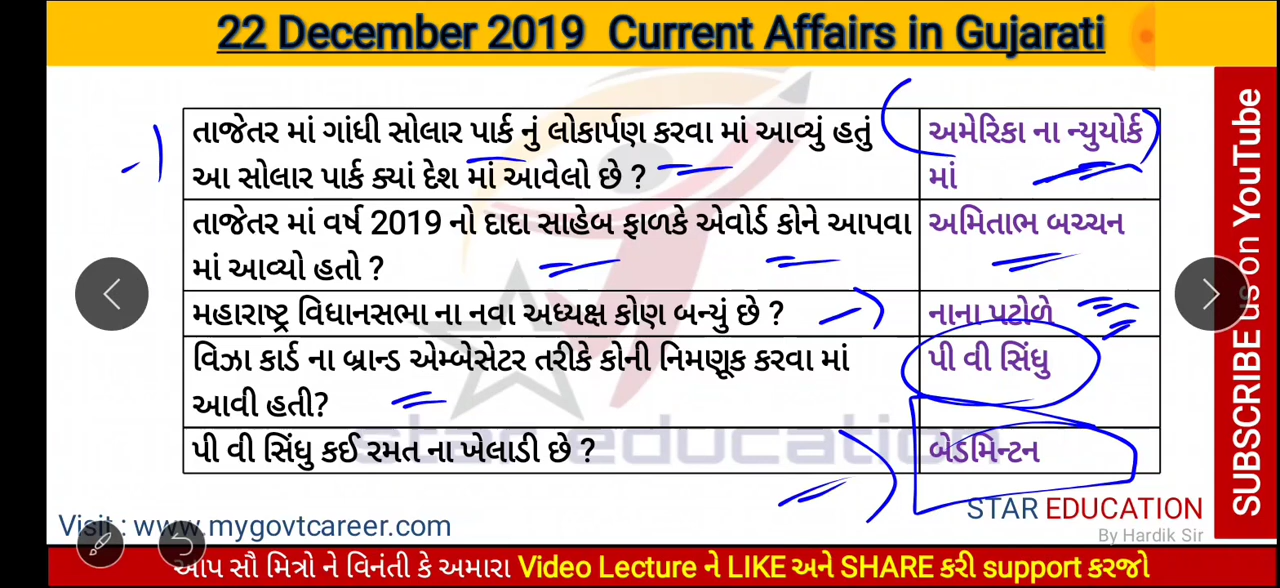 22 December 2019 Current Affairs in Gujarati
તાજેતર માં ગાંધી સોલાર પાર્ક નું લોકાર્પણ કરવા માં આવ્યું હતું
આ સોલાર પાર્ક ક્યાં દેશ માં આવેલો છે ?
અમેરિકા ના ન્યુયોર્ક
માં
તાજેતર માં વર્ષ 2019 નો દાદા સાહેબ ફાળકે એવોર્ડ કોને આપવા
માં આવ્યો હતો ?
અમિતાભ બચ્ચન
મહારાષ્ટ્ર વિધાનસભા ના નવા અધ્યક્ષ કોણ બન્યું છે ?
નાના પટોળે
વિઝા કાર્ડ ના બ્રાન્ડ એમ્બેસેટર તરીકે કોની નિમણૂક કરવા માં
આવી હતી?
પી વી સિંધુ
પી વી સિંધુ કઈ રમત ના ખેલાડી છે ?
બેડમિન્ટન
star education
STAR EDUCATION
By Hardik Sir
Visit : www.mygovtcareer.com
આપ સૌ મિત્રો ને વિનંતી કે અમારા Video Lecture ને LIKE અને SHARE કરી support કરજો
SUBSCRIBE us on YouTube